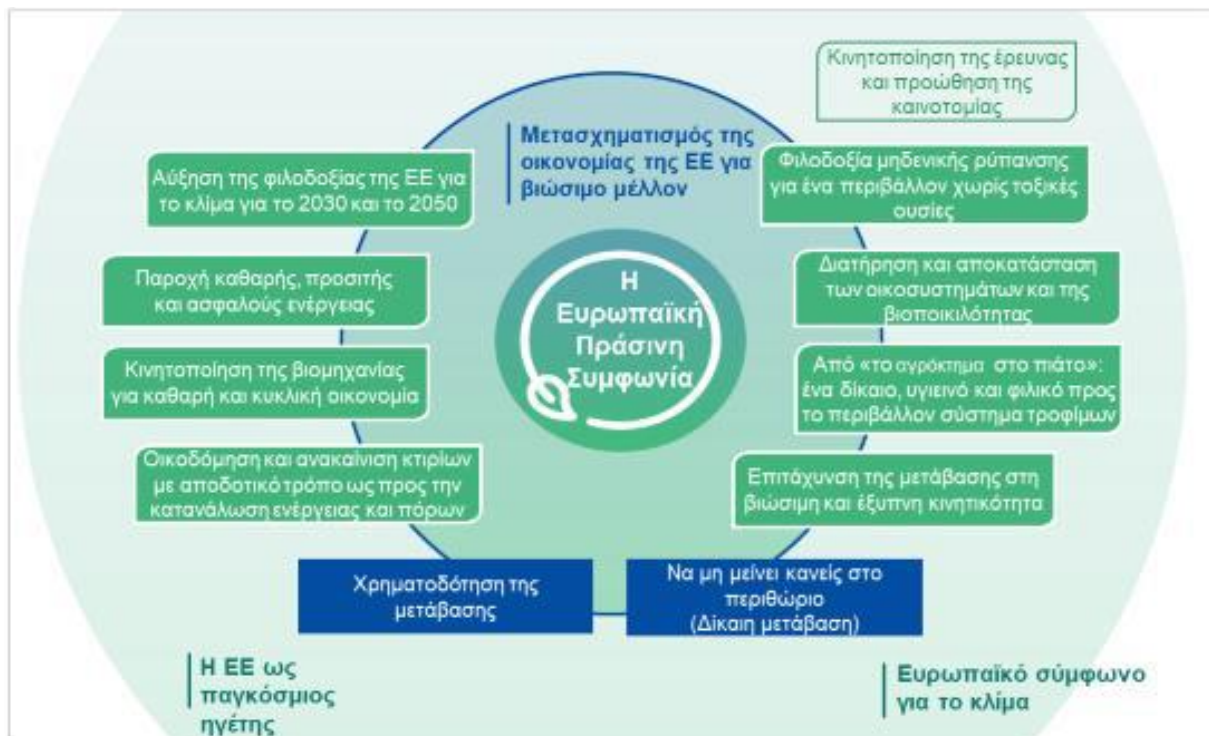 Κινητοποίηση της έρευνας
και προώθηση της
καινοτομίας
Μετασχηματισμός της
οικονομίας της ΕΕ για
βιώσιμο μέλλον
Αύξηση της φιλοδοξίας της ΕΕ για
το κλίμα για το 2030 και το 2050
Φιλοδοξία μηδενικής ρύπανσης
για ένα περιβάλλον χωρίς τοξικές
ουσίες
Παροχή καθαρής, προσιτής
και ασφαλούς ενέργειας
Διατήρηση και αποκατάσταση
των οικοσυστημάτων και της
βιοποικιλότητας
Η
Ευρωπαϊκή
Πράσινη
Συμφωνία
Κινητοποίηση της βιομηχανίας
για καθαρή και κυκλική οικονομία
Από «το αγρόκτημα στο πιάτο»:
ένα δίκαιο, υγιεινό και φιλικό προς
το περιβάλλον σύστημα τροφίμων
Οικοδόμηση και ανακαίνιση κτιρίων
με αποδοτικό τρόπο ως προς την
κατανάλωση ενέργειας και πόρων
Επιτάχυνση της μετάβασης στη
βιώσιμη και έξυπνη κινητικότητα
Χρηματοδότηση της
μετάβασης
Να μη μείνει κανείς στο
περιθώριο
(Δίκαιη μετάβαση)
Η ΕΕ ως
παγκόσμιος
ηγέτης
Ευρωπαϊκό σύμφωνο
για το κλίμα